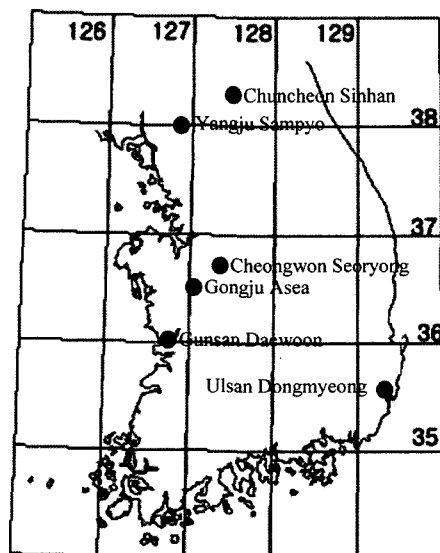 126 127 128 129
Chuncheon Sinhan
Yangju Sampyo
38
37
Cheongwon Seoryong
Gongju Asea
Gunsan Daewoon
36
Ulsan Dongmyeong
35